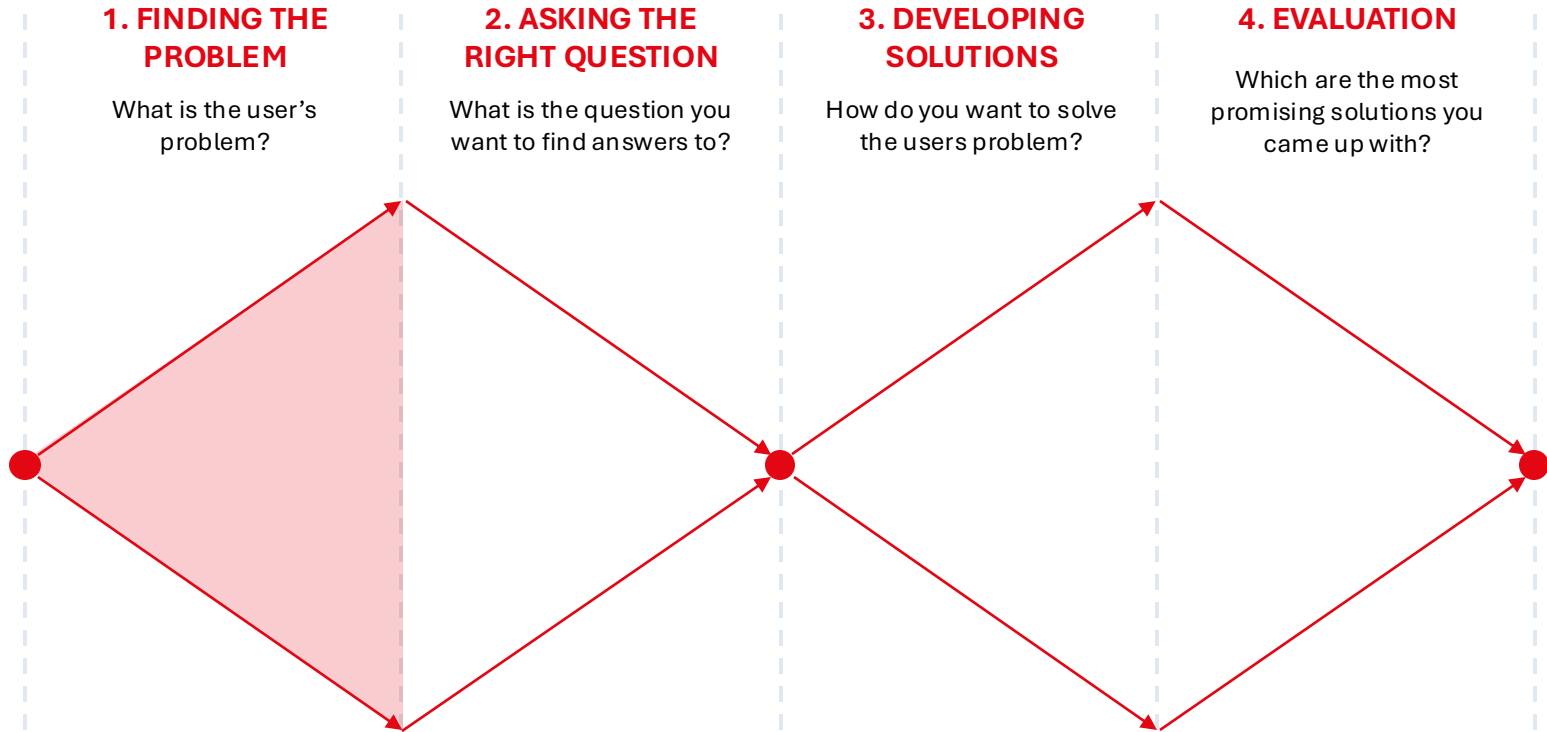 1. FINDING THE
PROBLEM
What is the user’s
problem?
2. ASKING THE
RIGHT QUESTION
What is the question you
want to find answers to?
3. DEVELOPING
SOLUTIONS
How do you want to solve
the users problem?
4. EVALUATION
Which are the most
promising solutions you
came up with?